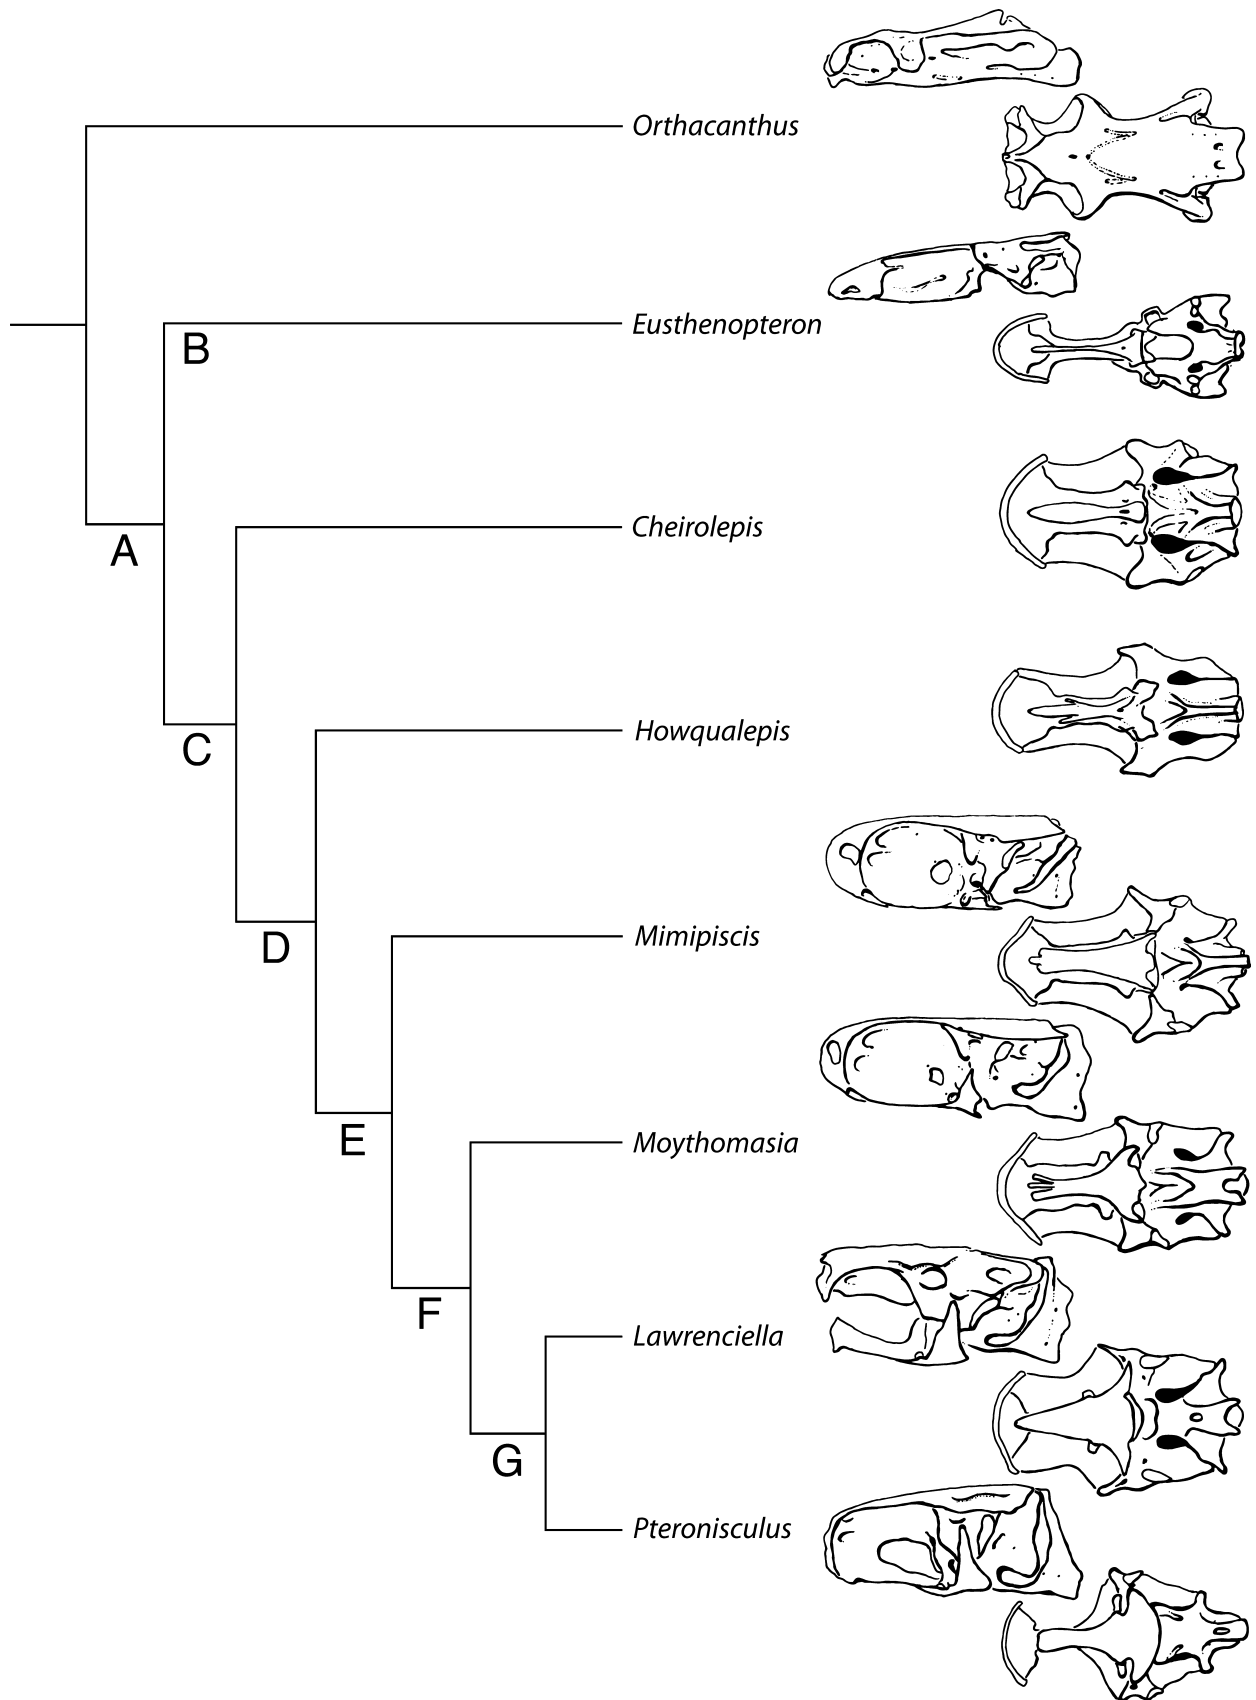 Orthacanthus
Eusthenopteron
B
Cheirolepis
A
Howqualepis
C
Mimipiscis
D
Moythomasia
E
Lawrenciella
F
G
Pteronisculus